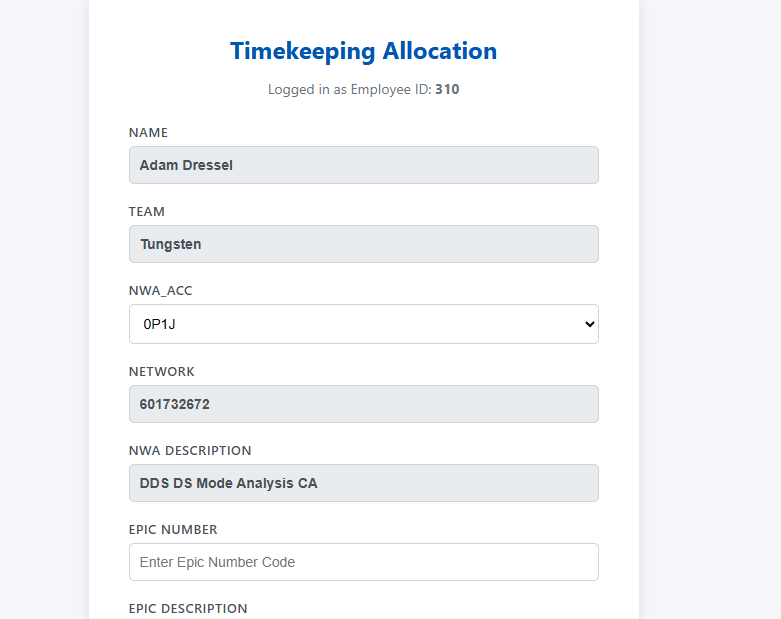 Timekeeping Allocation
Logged in as Employee ID: 310
NAME
Adam Dressel
TEAM
Tungsten
NWA_ACC
0P1J
NETWORK
601732672
NWA DESCRIPTION
DDS DS Mode Analysis CA
EPIC NUMBER
Enter Epic Number Code
EPIC DESCRIPTION